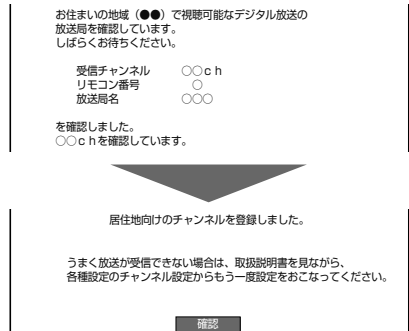 お住まいの地域（●●）で視聴可能なデジタル放送の
放送局を確認しています。
しばらくお待ちください。
受信チャンネル ○○ｃｈ
リモコン番号 ○
放送局名 ○○○
を確認しました。
○○ｃｈを確認しています。
居住地向けのチャンネルを登録しました。
うまく放送が受信できない場合は、取扱説明書を見ながら、
各種設定のチャンネル設定からもう一度設定をおこなってください。
確認